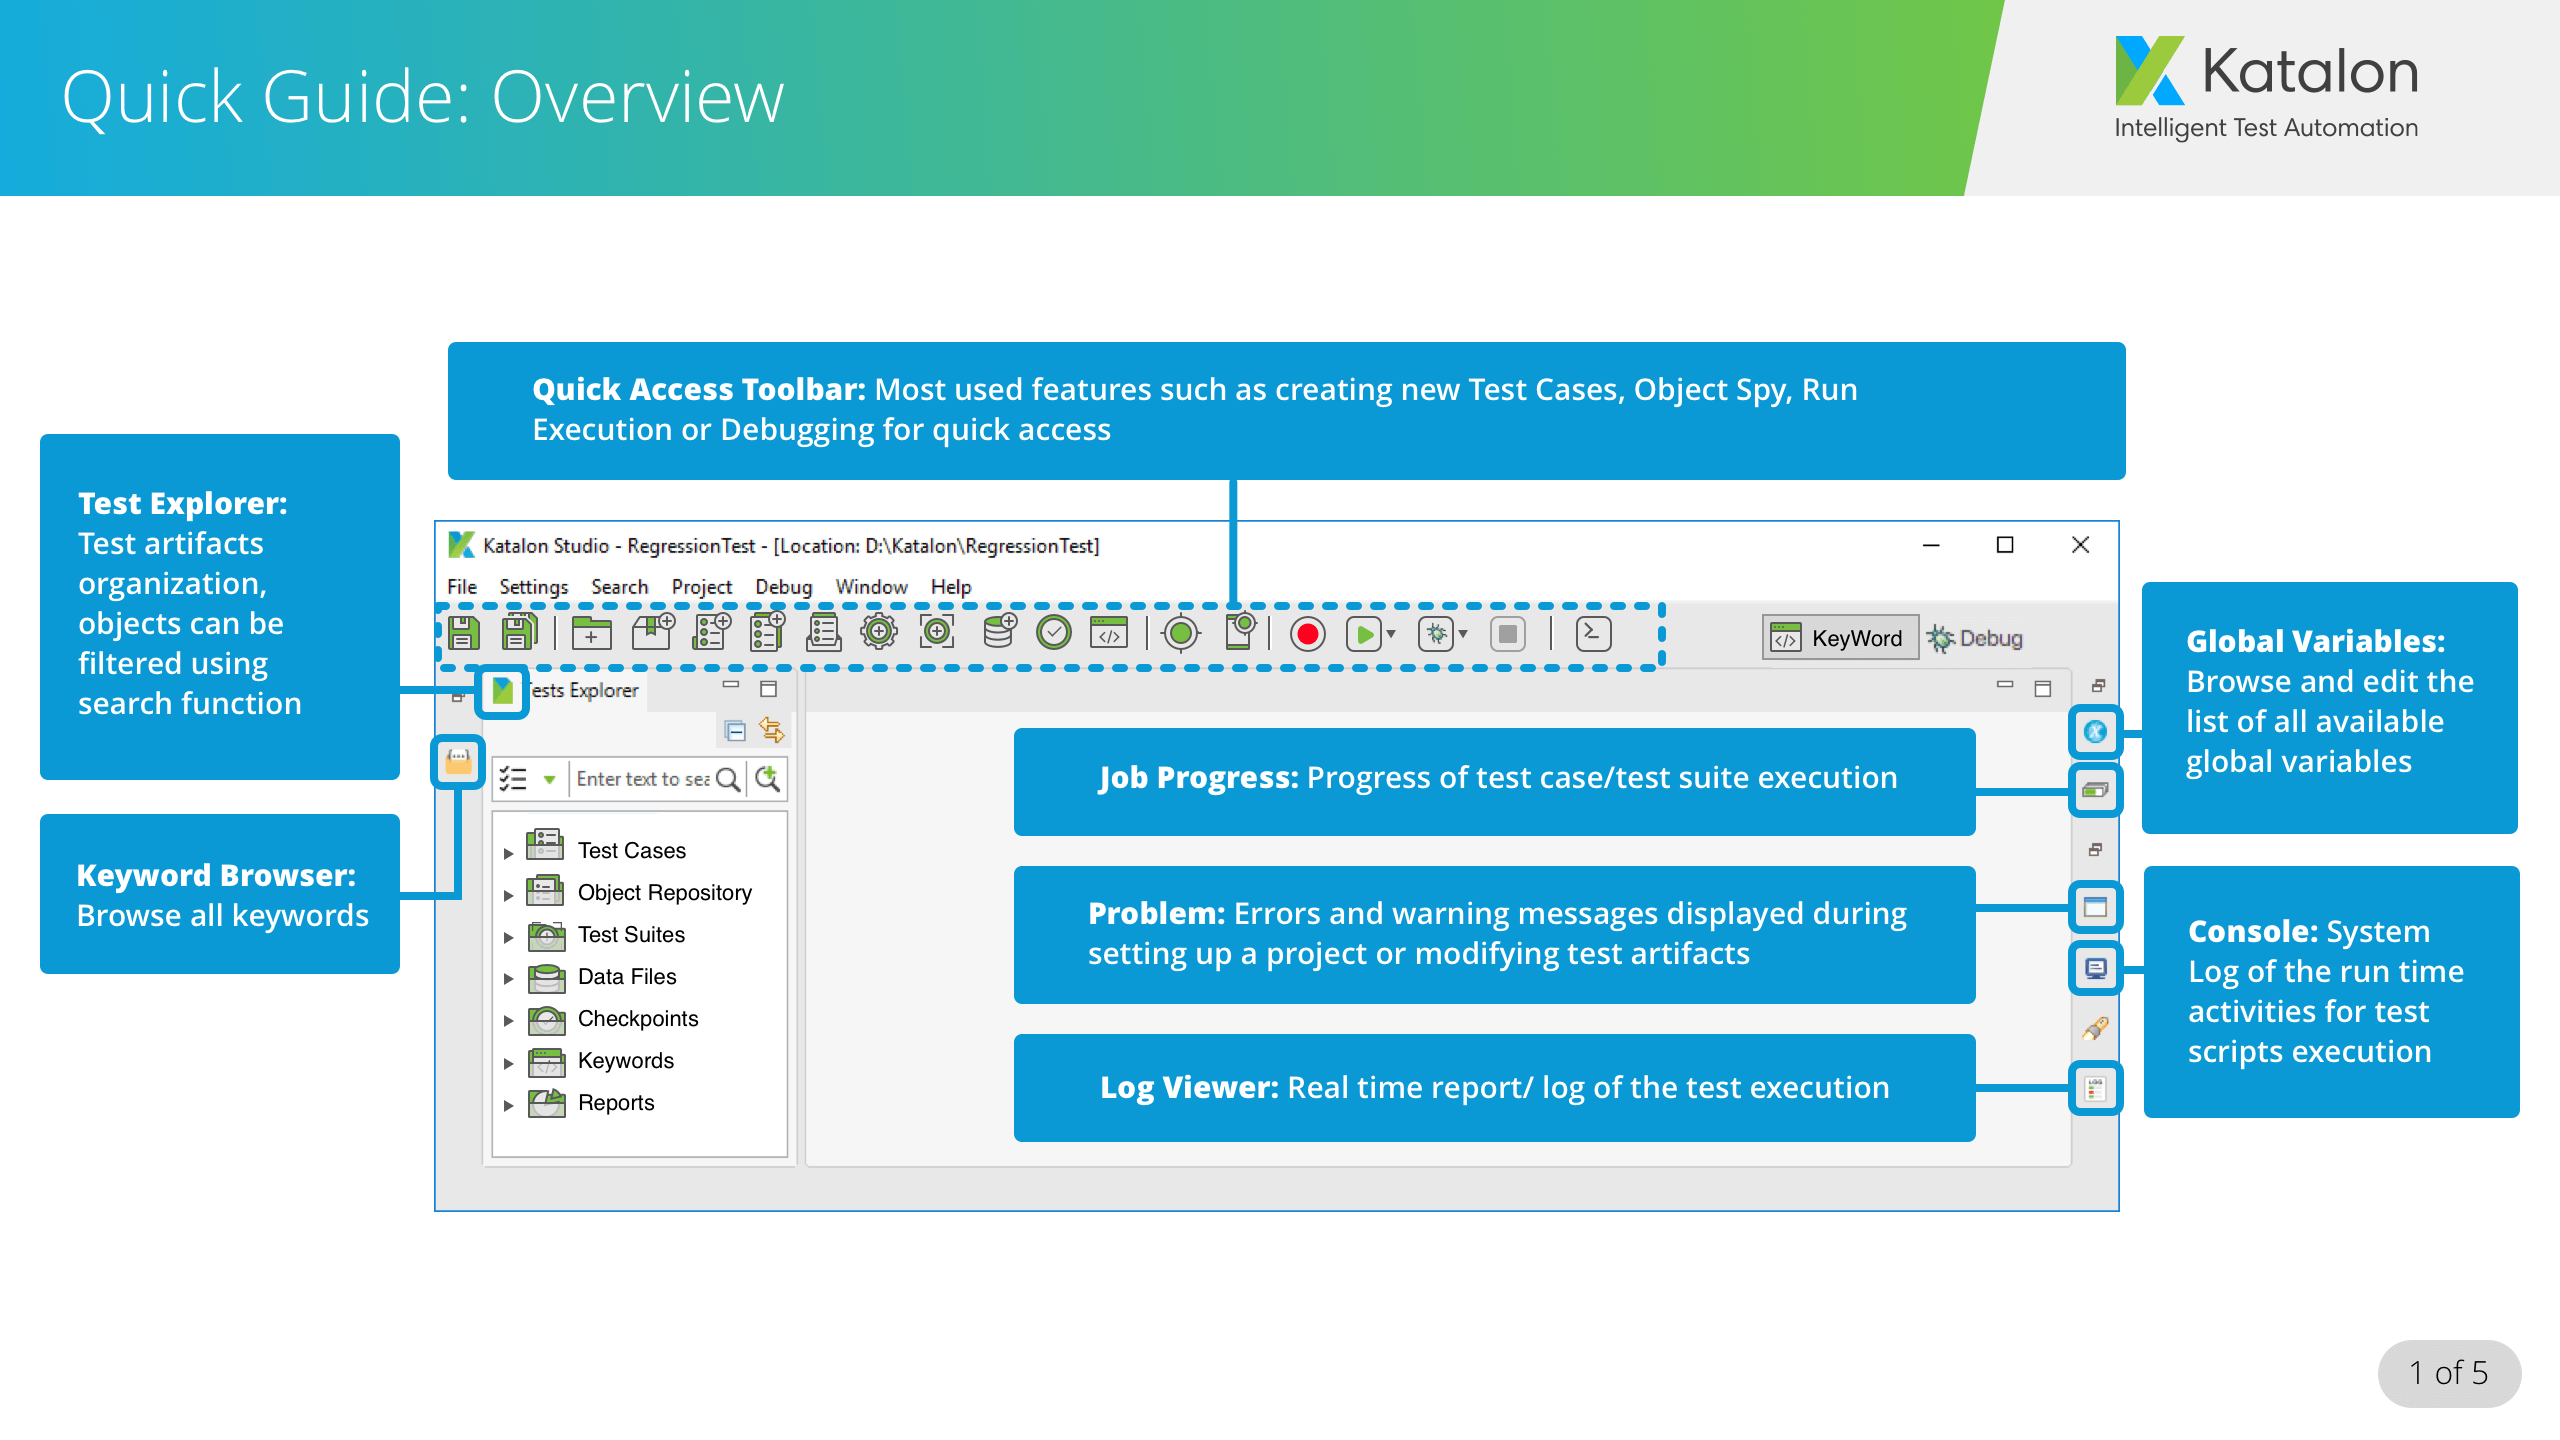 Quick Guide: Overview
Katalon
Intelligent Test Automation
Quick Access Toolbar: Most used features such as creating new Test Cases, Object Spy, Run
Execution or Debugging for quick access
Test Explorer:
Test artifacts
organization,
objects can be
filtered using
search function
Keyword Browser:
Browse all keywords
Katalon Studio - RegressionTest - [Location: D:\Katalon\RegressionTest]
File Settings Search Project Debug Window Help
KeyWord Debug
ests Explorer
Enter text to sea
Test Cases
Object Repository
Test Suites
Data Files
Checkpoints
Keywords
Reports
Job Progress: Progress of test case/test suite execution
Problem: Errors and warning messages displayed during
setting up a project or modifying test artifacts
Log Viewer: Real time report/ log of the test execution
Global Variables:
Browse and edit the
list of all available
global variables
Console: System
Log of the run time
activities for test
scripts execution
1 of 5